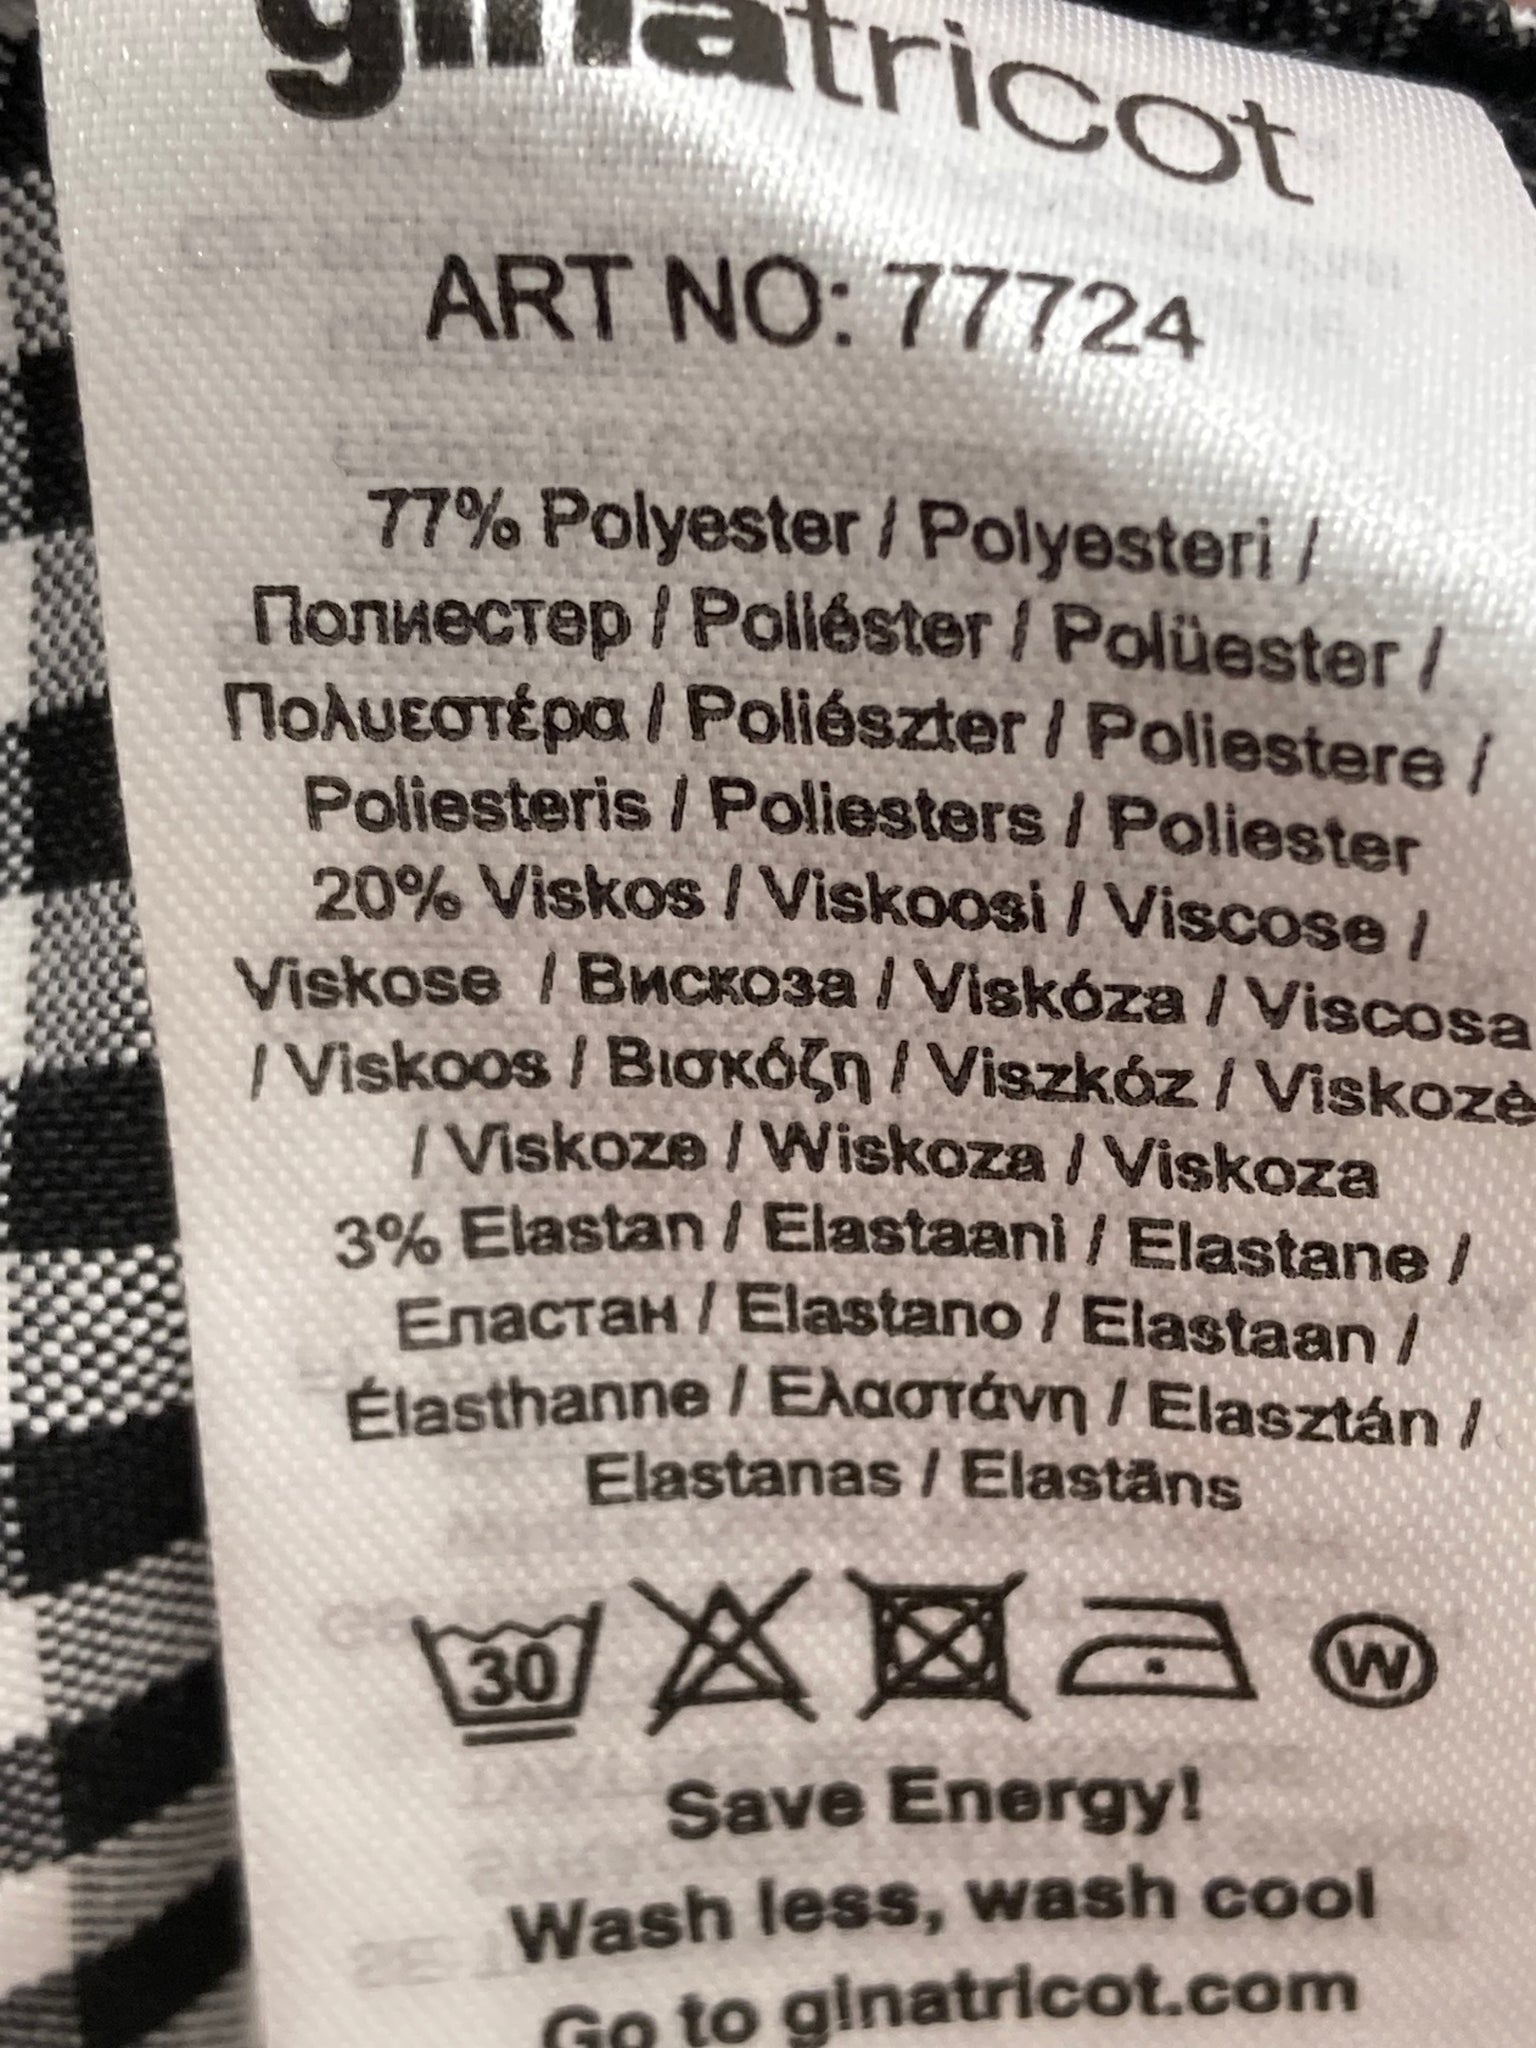 ginatricot
ART NO: 77724
77% Polyester / Polyesteri /
Полиестер / Poliéster / Polüester /
Πολυεστέρα / Poliészter / Poliestere /
Poliesteris / Poliesters / Poliester
20% Viskos / Viskoosi / Viscose /
Viskose / Вискоза / Viskóza / Viscosa
/ Viskoos / Βισκόζη / Viszkóz / Viskozė
/ Viskoze / Wiskoza / Viskoza
3% Elastan / Elastaani / Elastane /
Еластан / Elastano / Elastaan /
Élasthanne / Ελαστάνη / Elasztán /
Elastanas / Elastāns
30 W
Save Energy!
Wash less, wash cool
Go to ginatricot.com